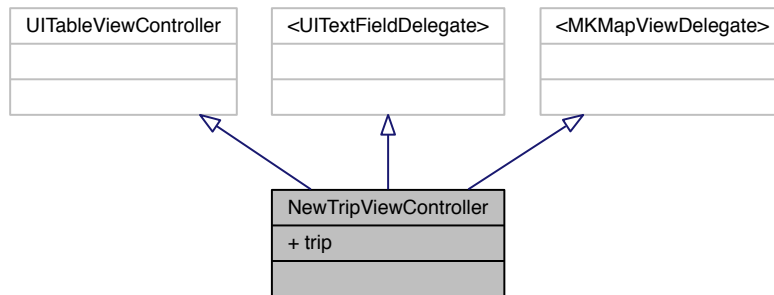 UITableViewController
<UITextFieldDelegate>
<MKMapViewDelegate>
NewTripViewController
+ trip